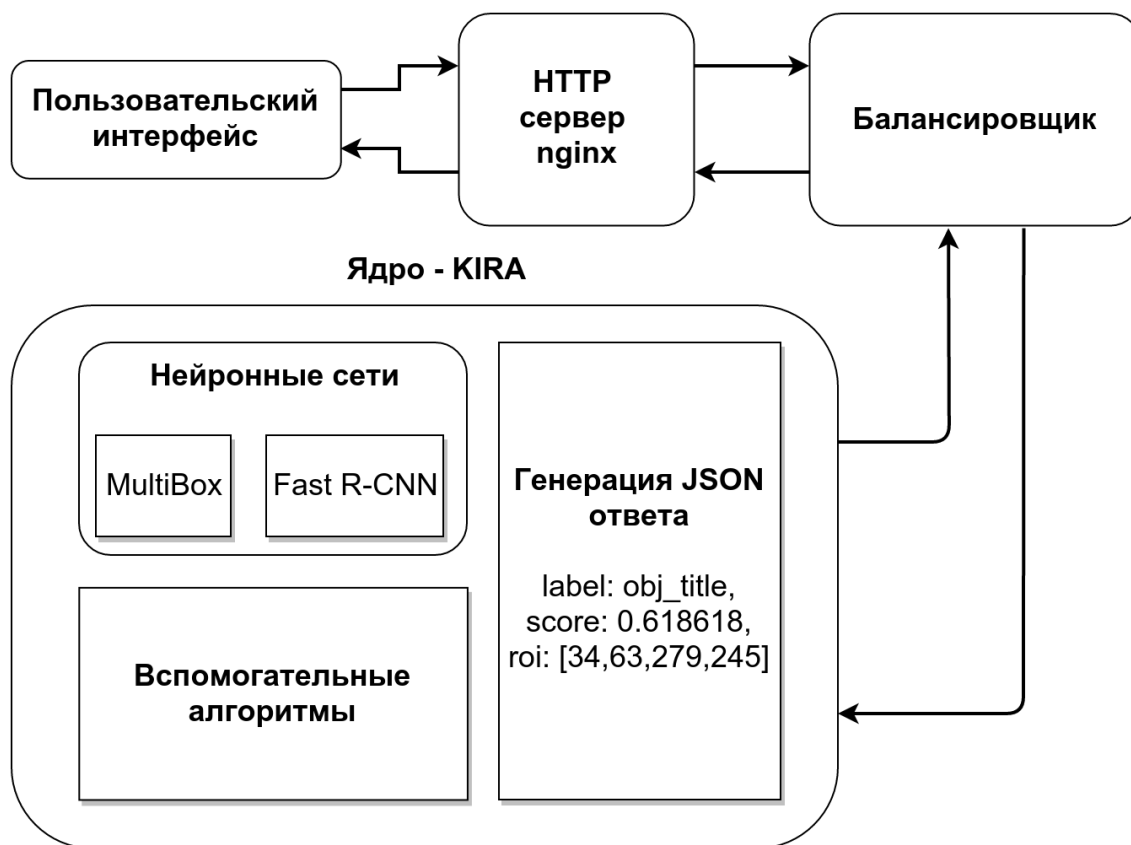 Пользовательский
интерфейс
HTTP
сервер
nginx
Балансировщик
Ядро - KIRA
Нейронные сети
MultiBox
Fast R-CNN
Вспомогательные
алгоритмы
Генерация JSON
ответа
label: obj_title,
score: 0.618618,
roi: [34,63,279,245]